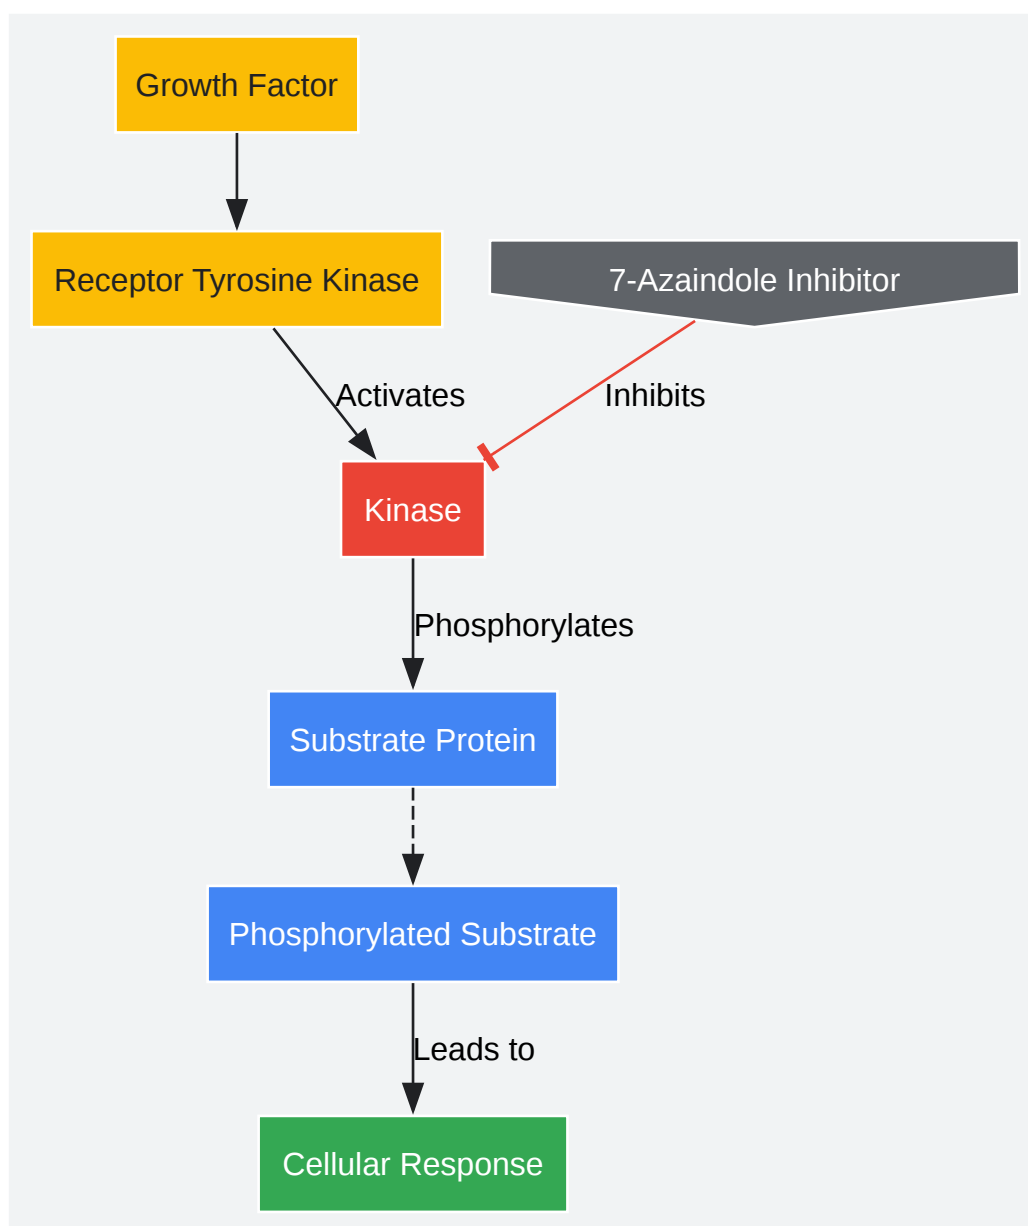 Growth Factor
Receptor Tyrosine Kinase
7-Azaindole Inhibitor
Activates
Inhibits
Kinase
Phosphorylates
Substrate Protein
Phosphorylated Substrate
Leads to
Cellular Response